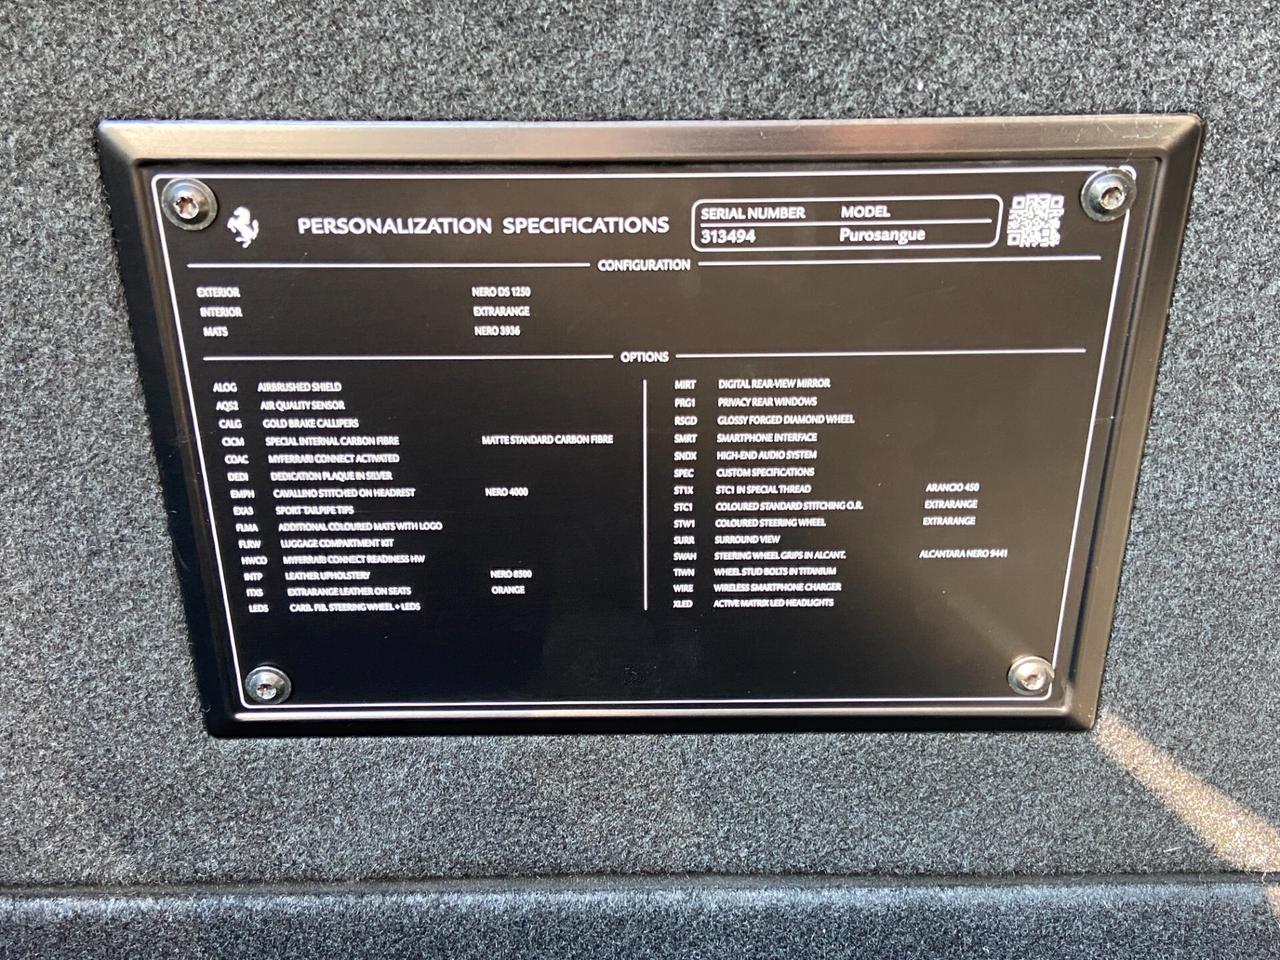 PERSONALIZATION SPECIFICATIONS
SERIAL NUMBER MODEL
313494 Purosangue
CONFIGURATION
EXTERIOR NERO DS 1250
INTERIOR EXTRARANGE
MATS NERO 3936
OPTIONS
ALOG AIRBRUSHED SHIELD
AQS2 AIR QUALITY SENSOR
CALG GOLD BRAKE CALLIPERS
CICM SPECIAL INTERNAL CARBON FIBRE MATTE STANDARD CARBON FIBRE
COAC MYFERRARI CONNECT ACTIVATED
DEDI DEDICATION PLAQUE IN SILVER
EMPH CAVALLINO STITCHED ON HEADREST NERO 4000
EXA3 SPORT TAILPIPE TIPS
FLMA ADDITIONAL COLOURED MATS WITH LOGO
FLRW LUGGAGE COMPARTMENT KIT
HWCO MYFERRARI CONNECT READINESS HW
INTP LEATHER UPHOLSTERY NERO 8500
ITXS EXTRARANGE LEATHER ON SEATS ORANGE
LEDS CARB. FIB. STEERING WHEEL + LEDS
MIRT DIGITAL REAR-VIEW MIRROR
PRG1 PRIVACY REAR WINDOWS
RSGD GLOSSY FORGED DIAMOND WHEEL
SMRT SMARTPHONE INTERFACE
SNDX HIGH-END AUDIO SYSTEM
SPEC CUSTOM SPECIFICATIONS
ST1X STC1 IN SPECIAL THREAD ARANCIO 450
STC1 COLOURED STANDARD STITCHING O.R. EXTRARANGE
STW1 COLOURED STEERING WHEEL EXTRARANGE
SURR SURROUND VIEW
SWAH STEERING WHEEL GRIPS IN ALCANT. ALCANTARA NERO 9441
TIWN WHEEL STUD BOLTS IN TITANIUM
WIRE WIRELESS SMARTPHONE CHARGER
XLED ACTIVE MATRIX LED HEADLIGHTS